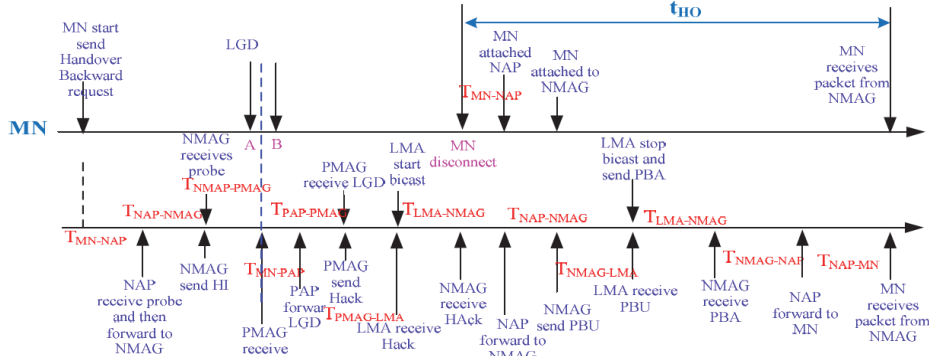 t_HO
MN start
send
Handover
Backward
request
LGD
MN
attached
NAP
MN
attached to
NMAG
MN
receives
packet from
NMAG
T_MN-NAP
MN
A
B
NMAG
receives
probe
PMAG
receive LGD
LMA
start
bicast
MN
disconnect
LMA stop
bicast and
send PBA
T_NMAP-PMAG
T_NAP-NMAG
T_PAP-PMAG
T_LMA-NMAG
T_NAP-NMAG
T_LMA-NMAG
T_MN-NAP
T_MN-PAP
T_PMAG-LMA
T_NMAG-LMA
T_NMAG-NAP
T_NAP-MN
NAP
receive probe
and then
forward to
NMAG
NMAG
send HI
PMAG
receive
PAP
forwar
LGD
PMAG
send
Hack
LMA receive
Hack
NMAG
receive
HAck
NAP
forward to
NMAG
NMAG
send PBU
LMA receive
PBU
NMAG
receive
PBA
NAP
forward to
MN
MN
receives
packet from
NMAG